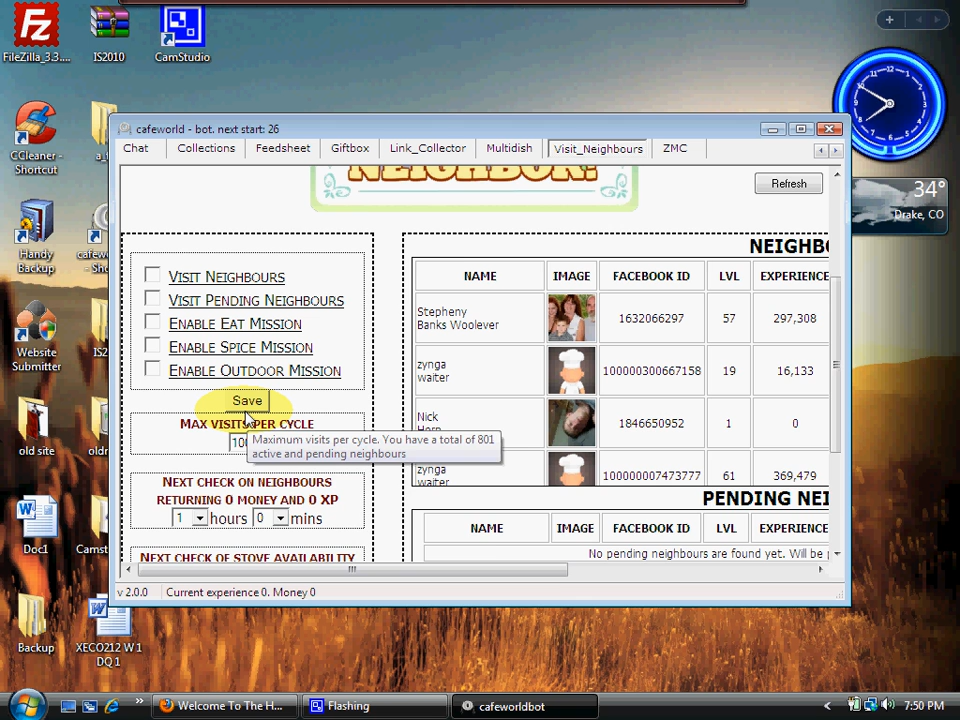 FileZilla_3.3....
IS2010
CamStudio
CCleaner -
Shortcut
Handy
Backup
Website
Submitter
old site
Doc1
Backup
XECO212 W 1
DQ 1
34°
Drake, CO
cafeworld - bot. next start: 26
Chat
Collections
Feedsheet
Giftbox
Link_Collector
Multidish
Visit_Neighbours
ZMC
NEIGHBOR!
Refresh
VISIT NEIGHBOURS
VISIT PENDING NEIGHBOURS
ENABLE EAT MISSION
ENABLE SPICE MISSION
ENABLE OUTDOOR MISSION
Save
MAX VISITS PER CYCLE
Maximum visits per cycle. You have a total of 801
active and pending neighbours
NEXT CHECK ON NEIGHBOURS
RETURNING 0 MONEY AND 0 XP
1 hours 0 mins
NEXT CHECK OF STOVE AVAILABILITY
NAME IMAGE FACEBOOK ID LVL EXPERIENCE
Stepheny
Banks Woolever
1632066297 57 297,308
zynga
waiter
100000300667158 19 16,133
Nick
1846650952 1 0
zynga
waiter
100000007473777 61 369,479
NAME IMAGE FACEBOOK ID LVL EXPERIENCE
No pending neighbours are found yet. Will be
v 2.0.0
Current experience 0. Money 0
Welcome To The H...
Flashing
cafeworldbot
7:50 PM